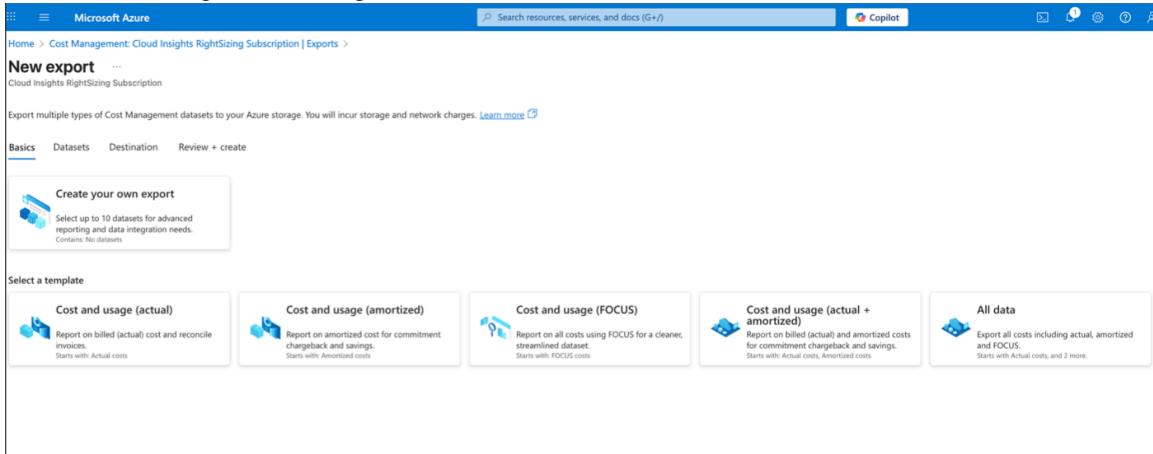 Microsoft Azure
Search resources, services, and docs (G+/)
Copilot
1
Home > Cost Management: Cloud Insights RightSizing Subscription | Exports >
New export ...
Cloud Insights RightSizing Subscription
Export multiple types of Cost Management datasets to your Azure storage. You will incur storage and network charges. Learn more
Basics Datasets Destination Review + create
Create your own export
Select up to 10 datasets for advanced
reporting and data integration needs.
Contains: No datasets
Select a template
Cost and usage (actual)
Report on billed (actual) cost and reconcile
invoices.
Starts with: Actual costs
Cost and usage (amortized)
Report on amortized cost for commitment
chargeback and savings.
Starts with: Amortized costs
Cost and usage (FOCUS)
Report on all costs using FOCUS for a cleaner,
streamlined dataset.
Starts with: FOCUS costs
Cost and usage (actual +
amortized)
Report on billed (actual) and amortized costs
for commitment chargeback and savings.
Starts with: Actual costs, Amortized costs
All data
Export all costs including actual, amortized
and FOCUS.
Starts with Actual costs, and 2 more.